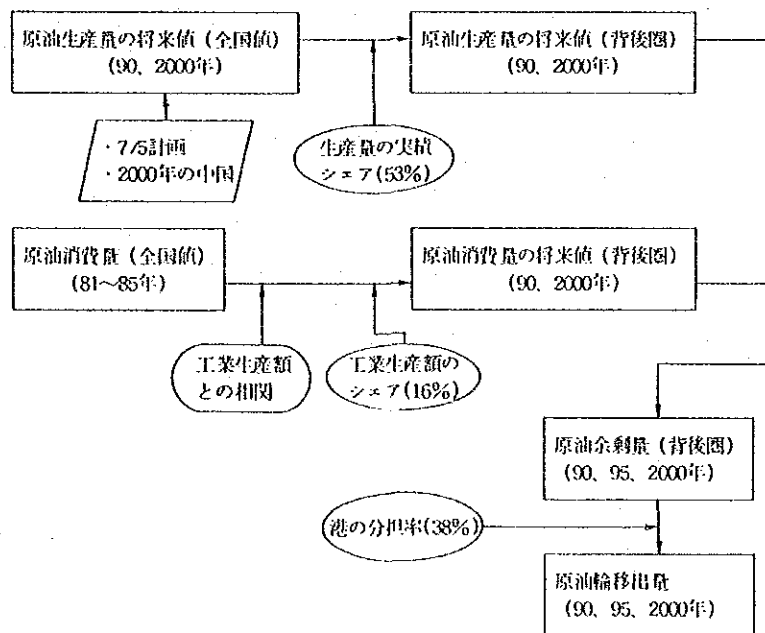 原油生産量の将来値（全国値）
(90、2000年)
原油生産量の将来値（背後圏）
(90、2000年)
・7/5計画
・2000年の中国
生産量の実積
シェア(53%)
原油消費量（全国値）
(81～85年)
原油消費量の将来値（背後圏）
(90、2000年)
工業生産額
との相関
工業生産額の
シェア(16%)
原油余剰量（背後圏）
(90、95、2000年)
港の分担率(38%)
原油輸移出量
(90、95、2000年)